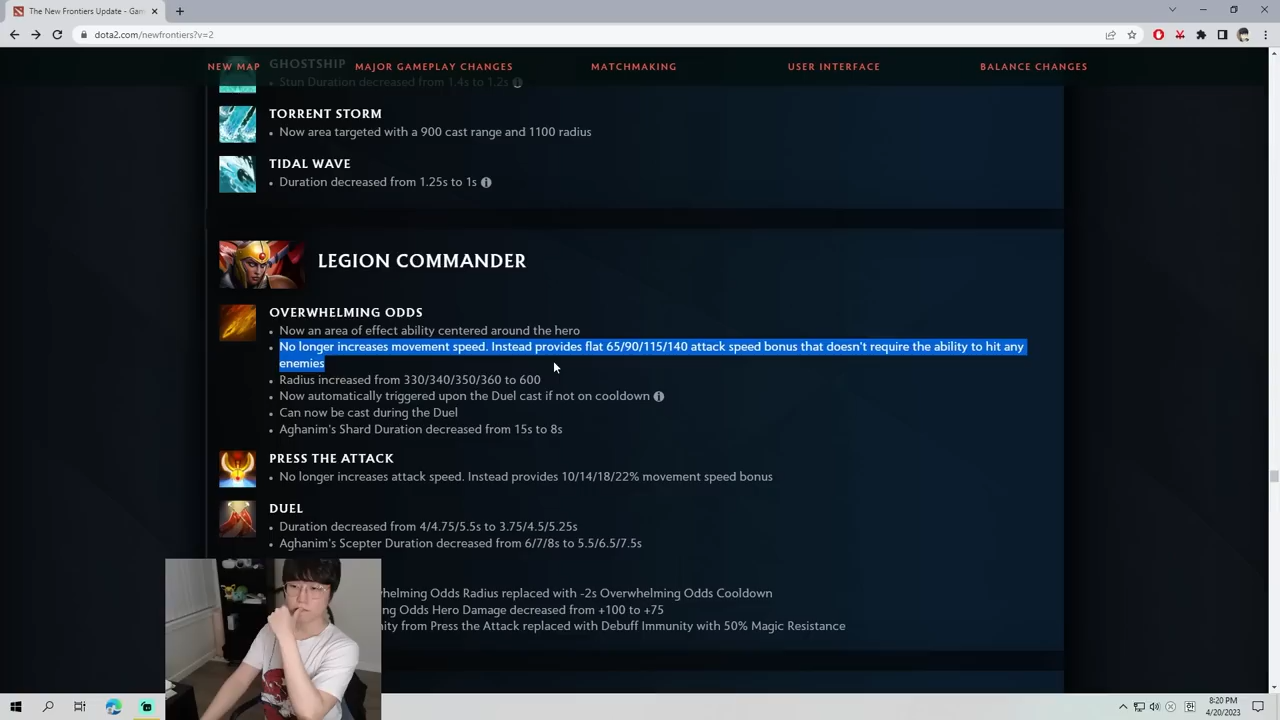 The New Frontiers Update - Gam
dota2.com/newfrontiers?v=2
NEW MAP
MAJOR GAMEPLAY CHANGES
MATCHMAKING
USER INTERFACE
BALANCE CHANGES
GHOSTSHIP
• Stun Duration decreased from 1.4s to 1.2s
TORRENT STORM
• Now area targeted with a 900 cast range and 1100 radius
TIDAL WAVE
• Duration decreased from 1.25s to 1s
LEGION COMMANDER
OVERWHELMING ODDS
• Now an area of effect ability centered around the hero
• No longer increases movement speed. Instead provides flat 65/90/115/140 attack speed bonus that doesn't require the ability to hit any
enemies
• Radius increased from 330/340/350/360 to 600
• Now automatically triggered upon the Duel cast if not on cooldown
• Can now be cast during the Duel
• Aghanim's Shard Duration decreased from 15s to 8s
PRESS THE ATTACK
• No longer increases attack speed. Instead provides 10/14/18/22% movement speed bonus
DUEL
• Duration decreased from 4/4.75/5.5s to 3.75/4.5/5.25s
• Aghanim's Scepter Duration decreased from 6/7/8s to 5.5/6.5/7.5s
helming Odds Radius replaced with -2s Overwhelming Odds Cooldown
ng Odds Hero Damage decreased from +100 to +75
nity from Press the Attack replaced with Debuff Immunity with 50% Magic Resistance
8:20 PM
4/20/2023